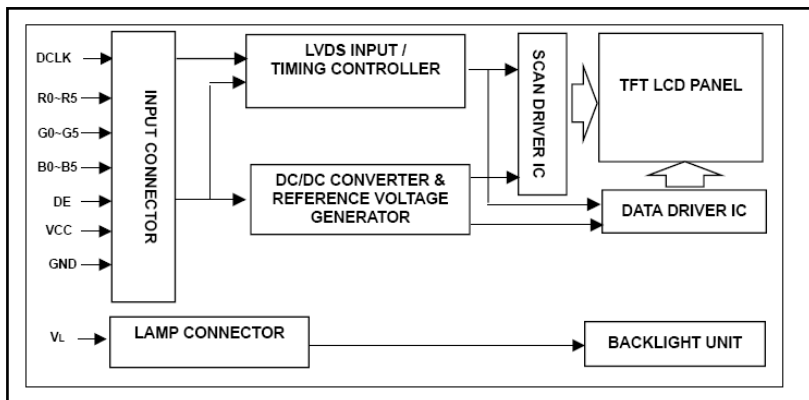 DCLK
R0~R5
G0~G5
B0~B5
DE
VCC
GND
INPUT CONNECTOR
LVDS INPUT /
TIMING CONTROLLER
DC/DC CONVERTER &
REFERENCE VOLTAGE
GENERATOR
SCAN DRIVER IC
TFT LCD PANEL
DATA DRIVER IC
VL
LAMP CONNECTOR
BACKLIGHT UNIT